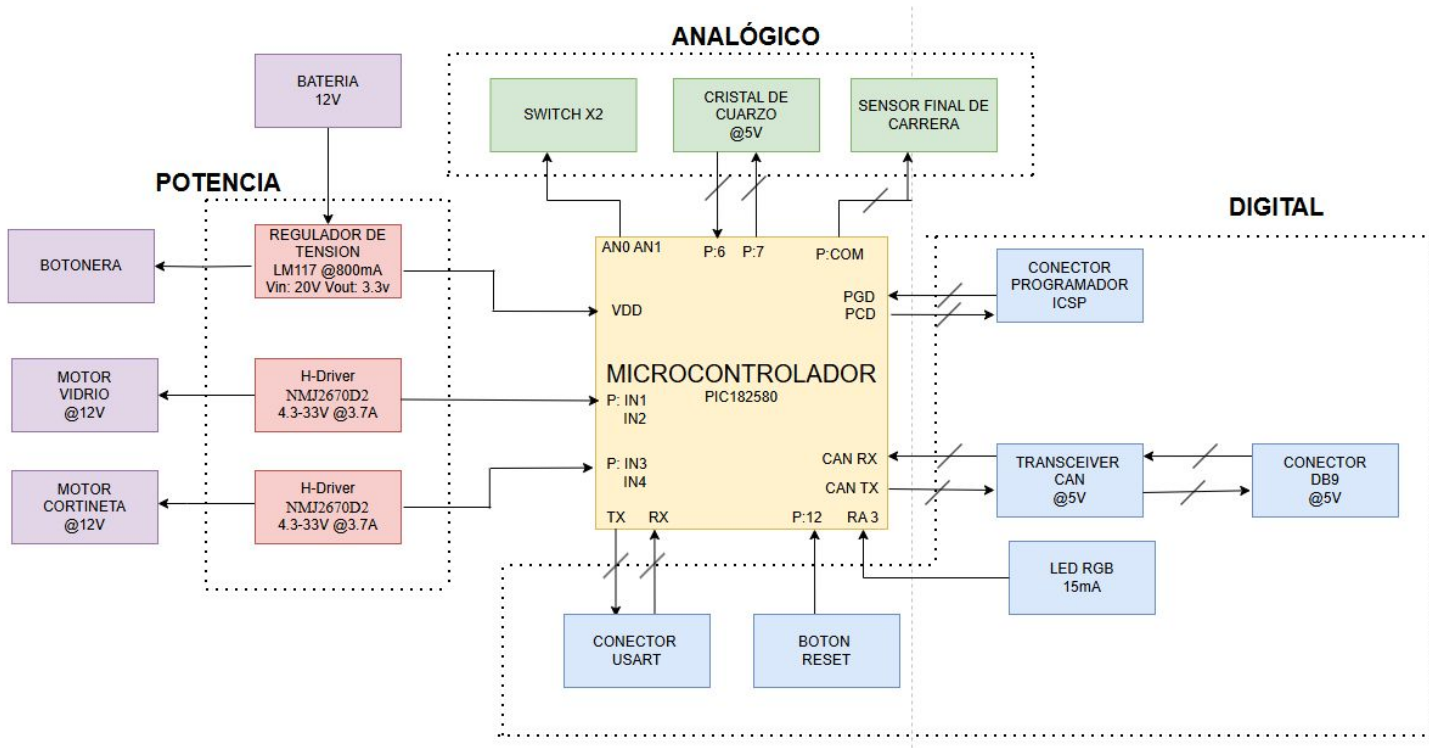 ANALÓGICO
BATERIA
12V
SWITCH X2
CRISTAL DE
CUARZO
@5V
SENSOR FINAL DE
CARRERA
POTENCIA
DIGITAL
BOTONERA
REGULADOR DE
TENSION
LM117 @800mA
Vin: 20V Vout: 3.3v
AN0 AN1
P:6
P:7
P:COM
VDD
PGD
PCD
CONECTOR
PROGRAMADOR
ICSP
MOTOR
VIDRIO
@12V
H-Driver
NMJ2670D2
4.3-33V @3.7A
MICROCONTROLADOR
PIC182580
P: IN1
IN2
MOTOR
CORTINETA
@12V
H-Driver
NMJ2670D2
4.3-33V @3.7A
P: IN3
IN4
CAN RX
CAN TX
TRANSCEIVER
CAN
@5V
CONECTOR
DB9
@5V
TX
RX
P:12
RA 3
LED RGB
15mA
CONECTOR
USART
BOTON
RESET